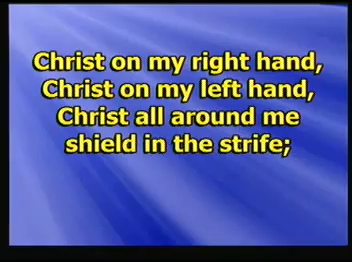 Christ on my right hand,
Christ on my left hand,
Christ all around me
shield in the strife;